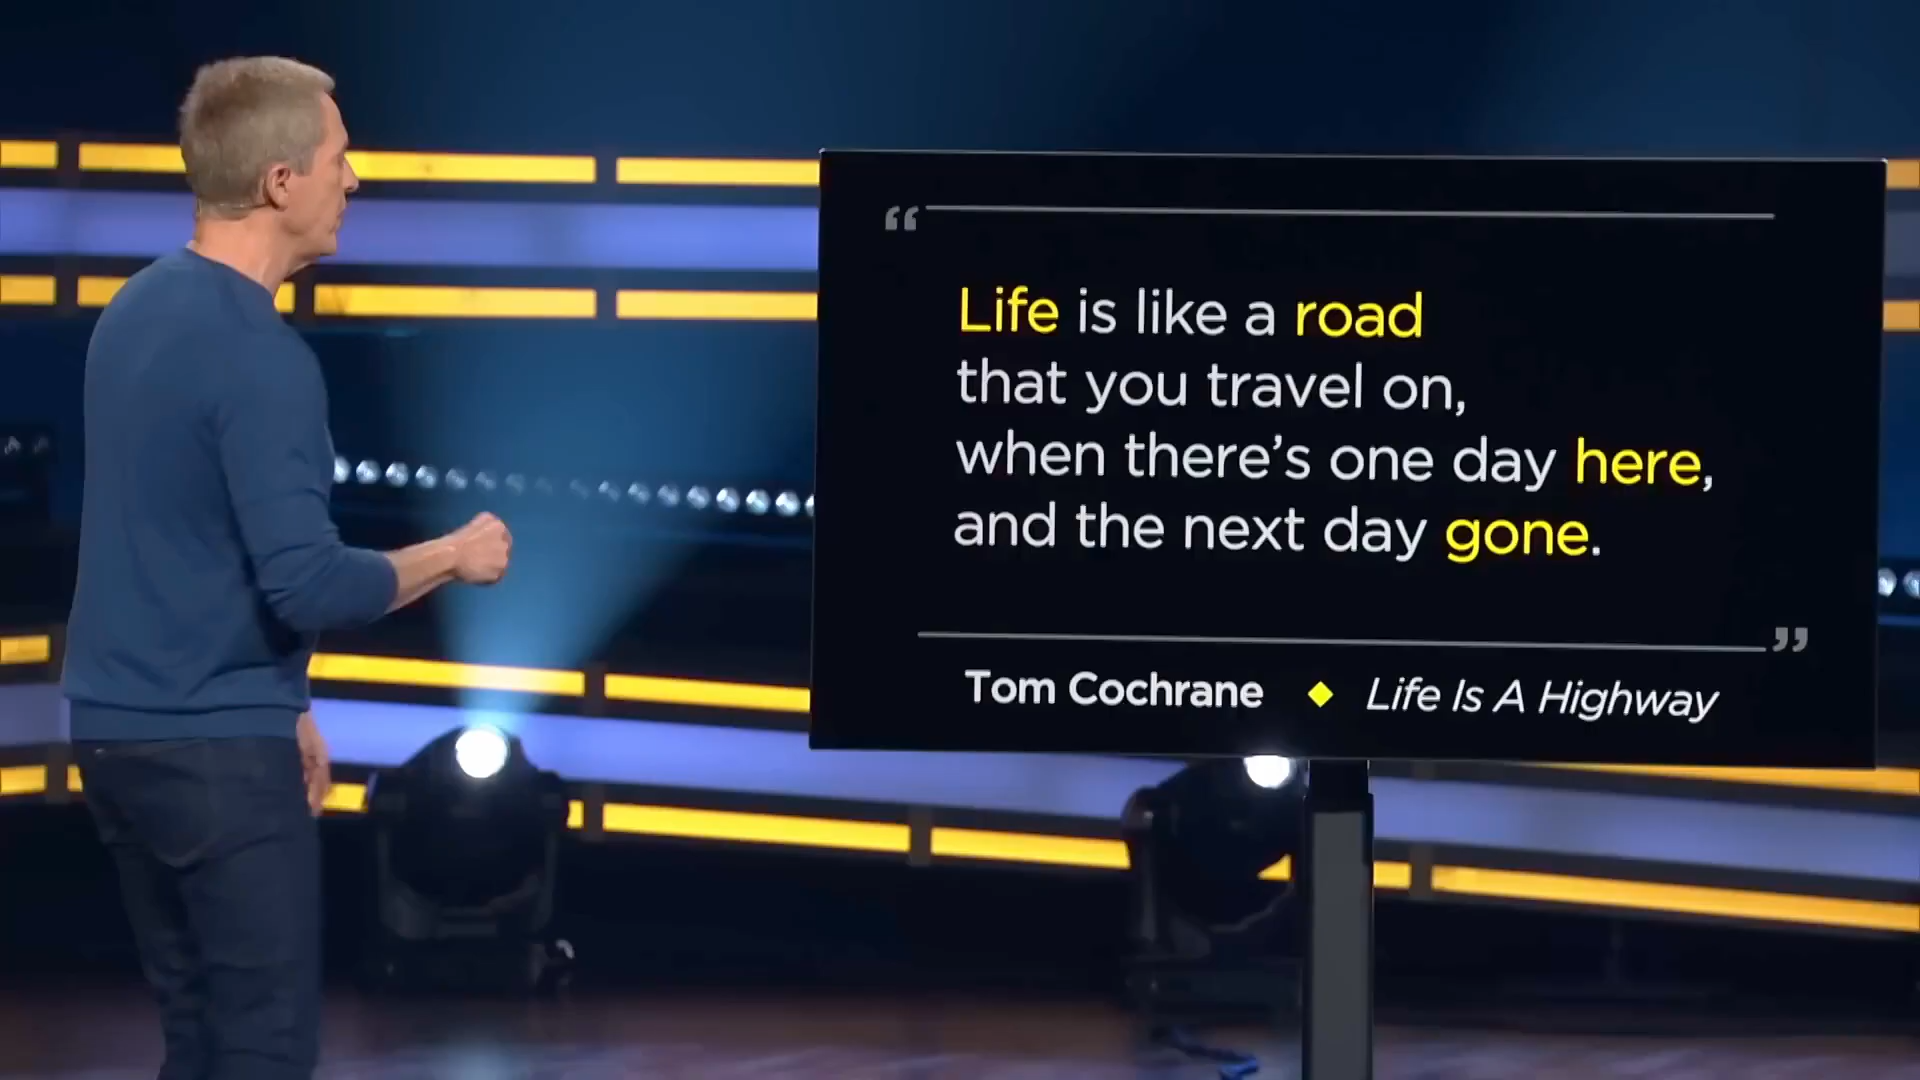 “
Life is like a road
that you travel on,
when there’s one day here,
and the next day gone.
”
Tom Cochrane ◆ Life Is A Highway